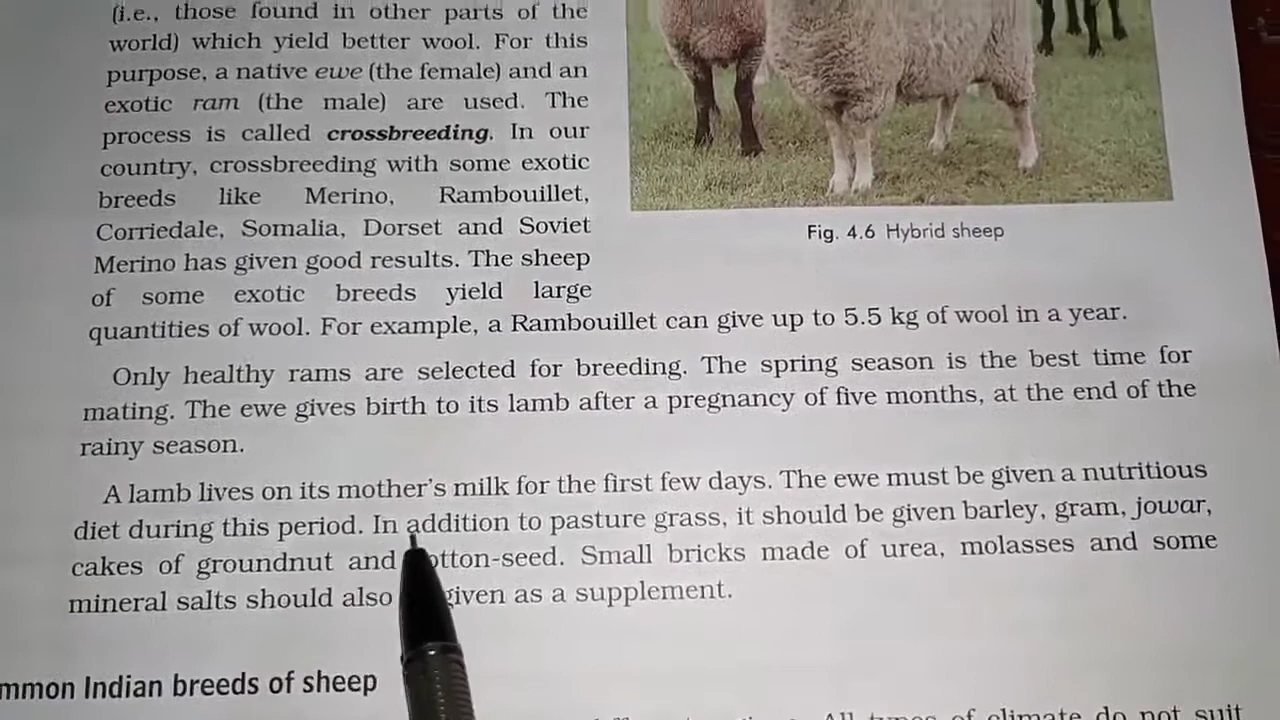 (i.e., those found in other parts of the
world) which yield better wool. For this
purpose, a native ewe (the female) and an
exotic ram (the male) are used. The
process is called crossbreeding. In our
country, crossbreeding with some exotic
breeds like Merino, Rambouillet,
Corriedale, Somalia, Dorset and Soviet
Merino has given good results. The sheep
of some exotic breeds yield large
quantities of wool. For example, a Rambouillet can give up to 5.5 kg of wool in a year.
Fig. 4.6 Hybrid sheep
Only healthy rams are selected for breeding. The spring season is the best time for
mating. The ewe gives birth to its lamb after a pregnancy of five months, at the end of the
rainy season.
A lamb lives on its mother's milk for the first few days. The ewe must be given a nutritious
diet during this period. In addition to pasture grass, it should be given barley, gram, jowar,
cakes of groundnut and otton-seed. Small bricks made of urea, molasses and some
mineral salts should also given as a supplement.
mmon Indian breeds of sheep
All types of climate do not suit